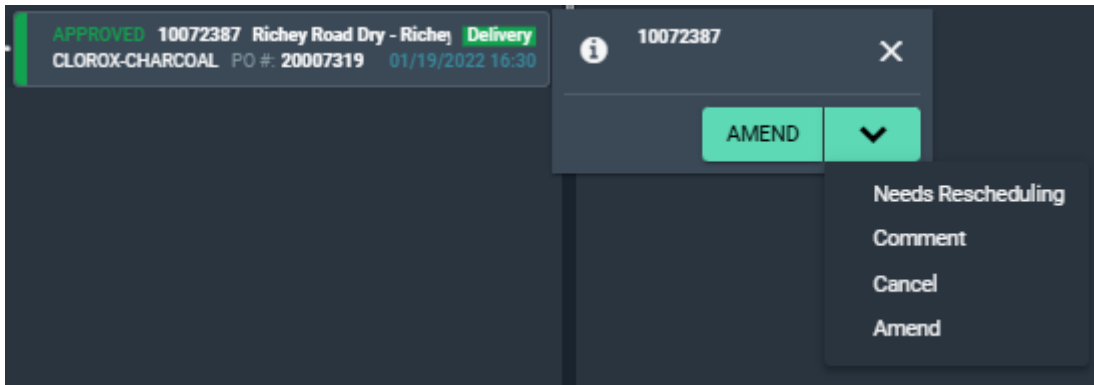 APPROVED 10072387 Richey Road Dry - Richey Delivery
CLOROX-CHARCOAL PO #: 20007319 01/19/2022 16:30
10072387
AMEND
Needs Rescheduling
Comment
Cancel
Amend